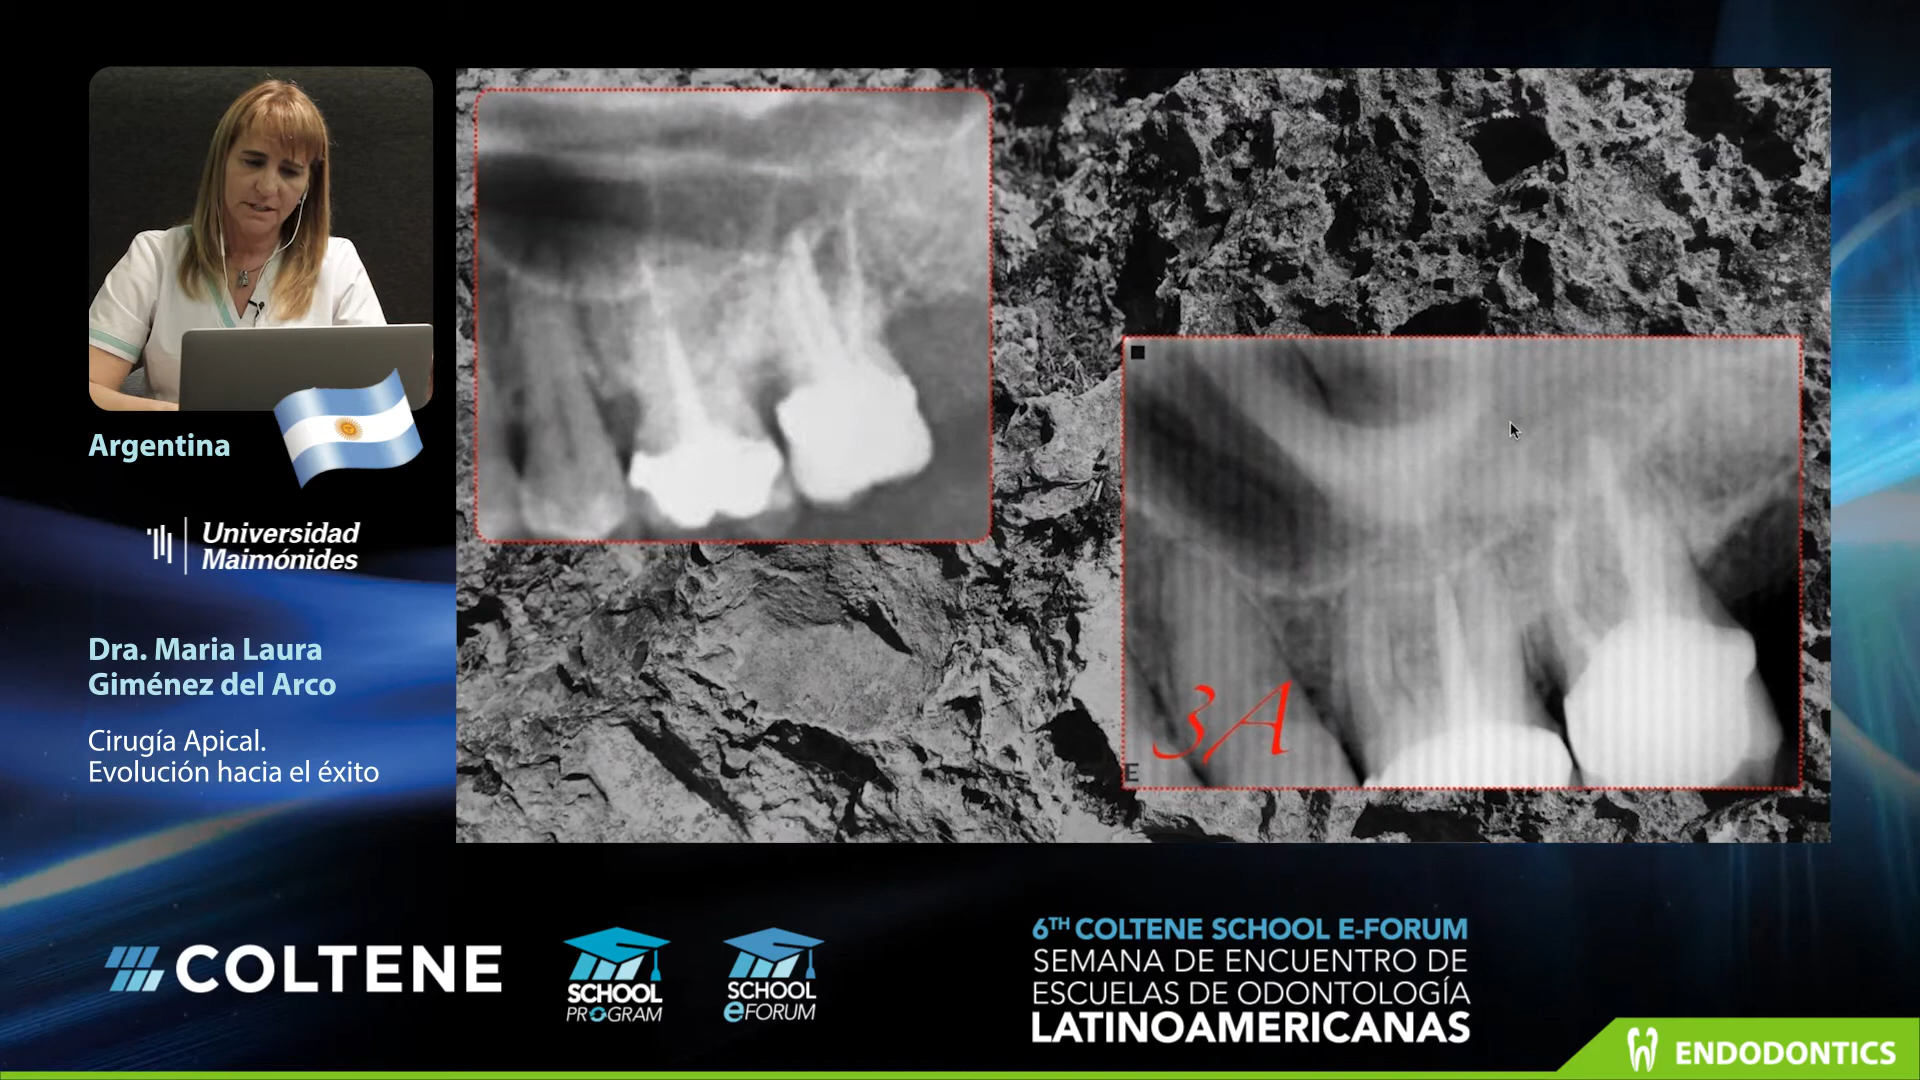 Argentina
Universidad
Maimónides
Dra. Maria Laura
Giménez del Arco
Cirugía Apical.
Evolución hacia el éxito
3A
E
COLTENE
SCHOOL
PROGRAM
SCHOOL
eFORUM
6TH COLTENE SCHOOL E-FORUM
SEMANA DE ENCUENTRO DE
ESCUELAS DE ODONTOLOGÍA
LATINOAMERICANAS
ENDODONTICS